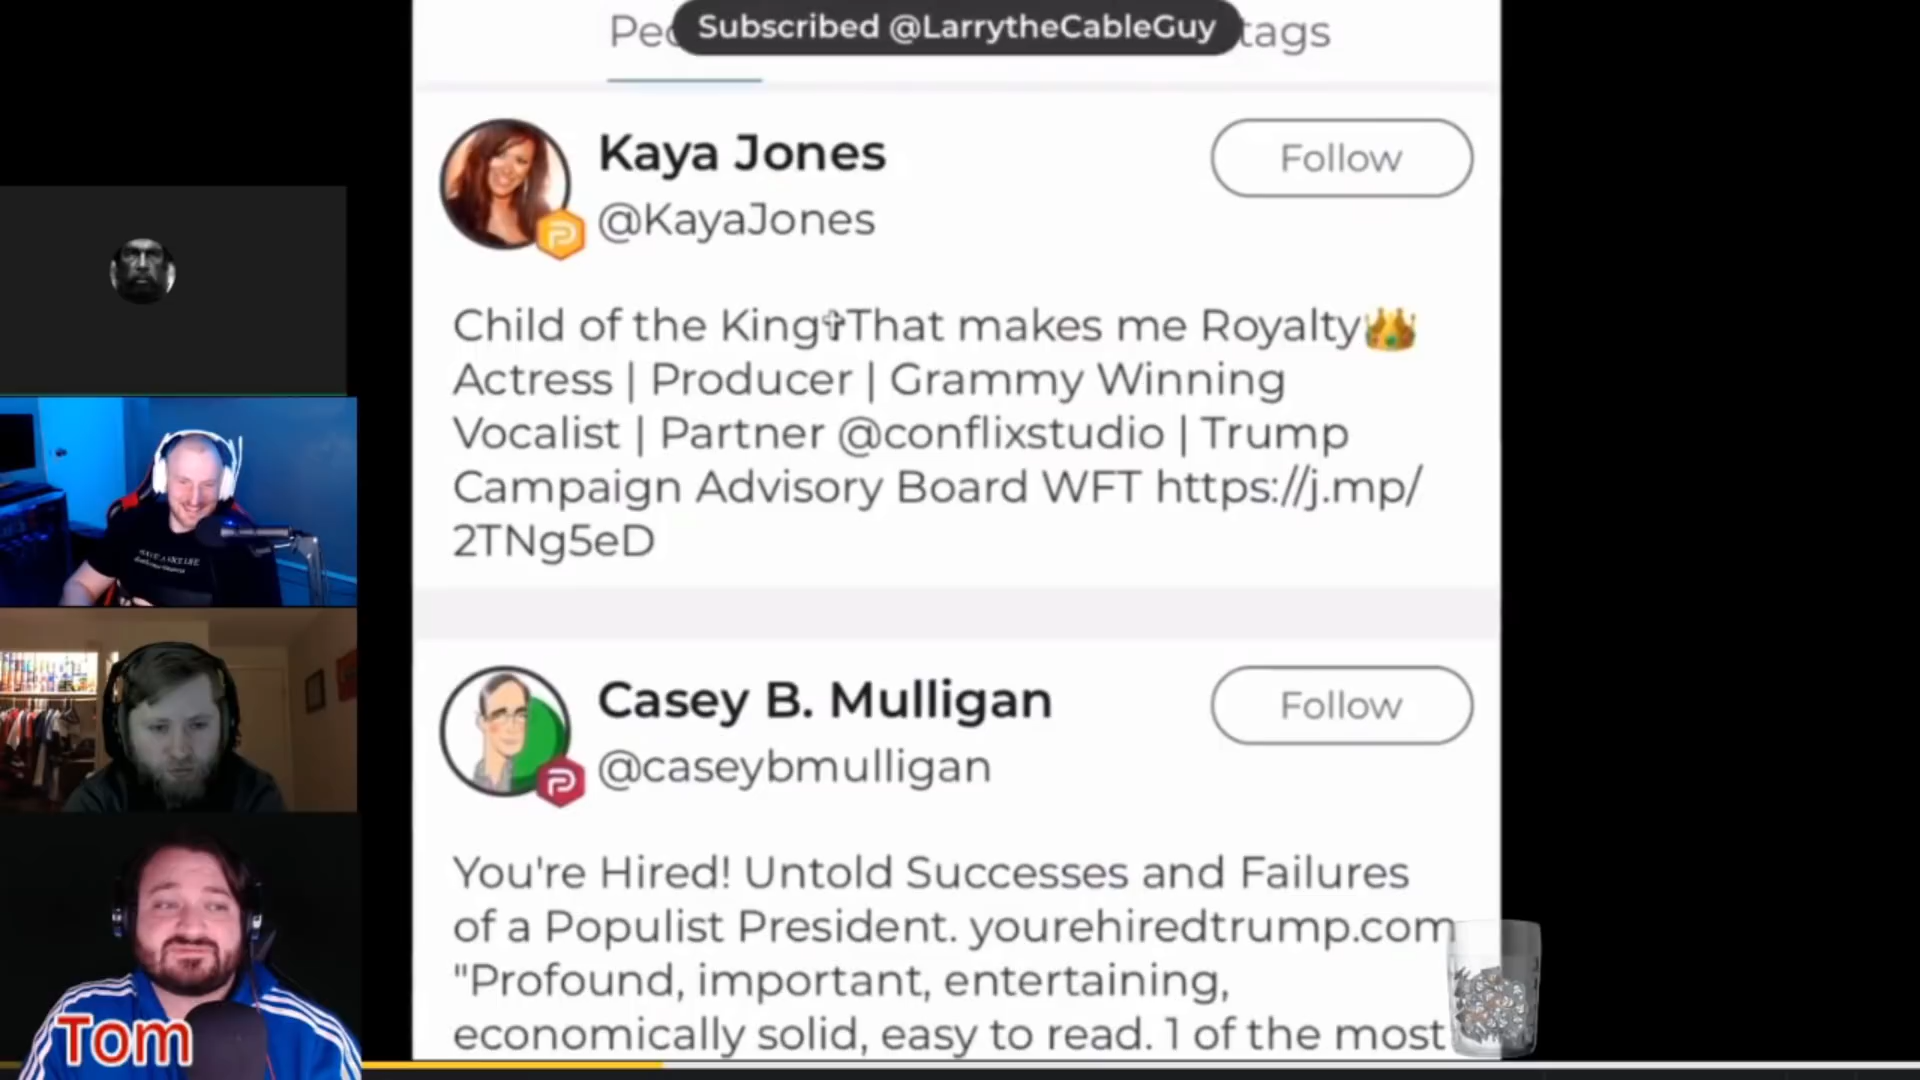 Subscribed @LarrytheCableGuy
tags
Kaya Jones
Follow
@KayaJones
Child of the King✞That makes me Royalty👑
Actress | Producer | Grammy Winning
Vocalist | Partner @conflixstudio | Trump
Campaign Advisory Board WFT https://j.mp/
2TNg5eD
Casey B. Mulligan
Follow
@caseybmulligan
You're Hired! Untold Successes and Failures
of a Populist President. yourehiredtrump.com
"Profound, important, entertaining,
economically solid, easy to read. 1 of the most
Tom